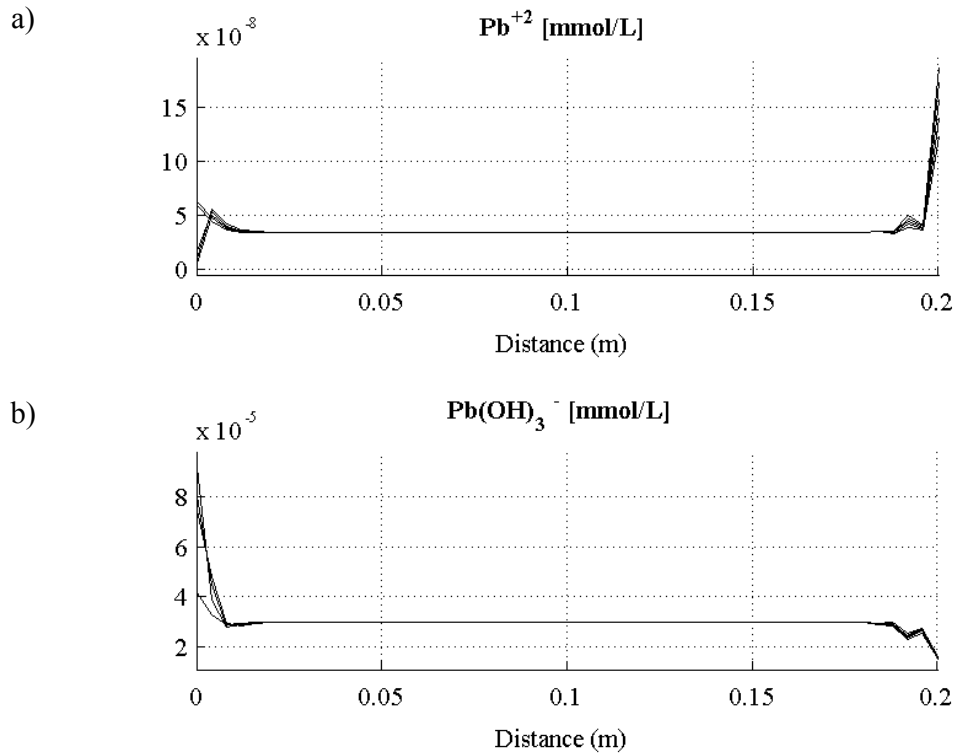 a)
Pb⁺² [mmol/L]
x 10⁻⁸
15
10
5
0
0 0.05 0.1 0.15 0.2
Distance (m)
b)
Pb(OH)₃⁻ [mmol/L]
x 10⁻⁵
8
6
4
2
0 0.05 0.1 0.15 0.2
Distance (m)